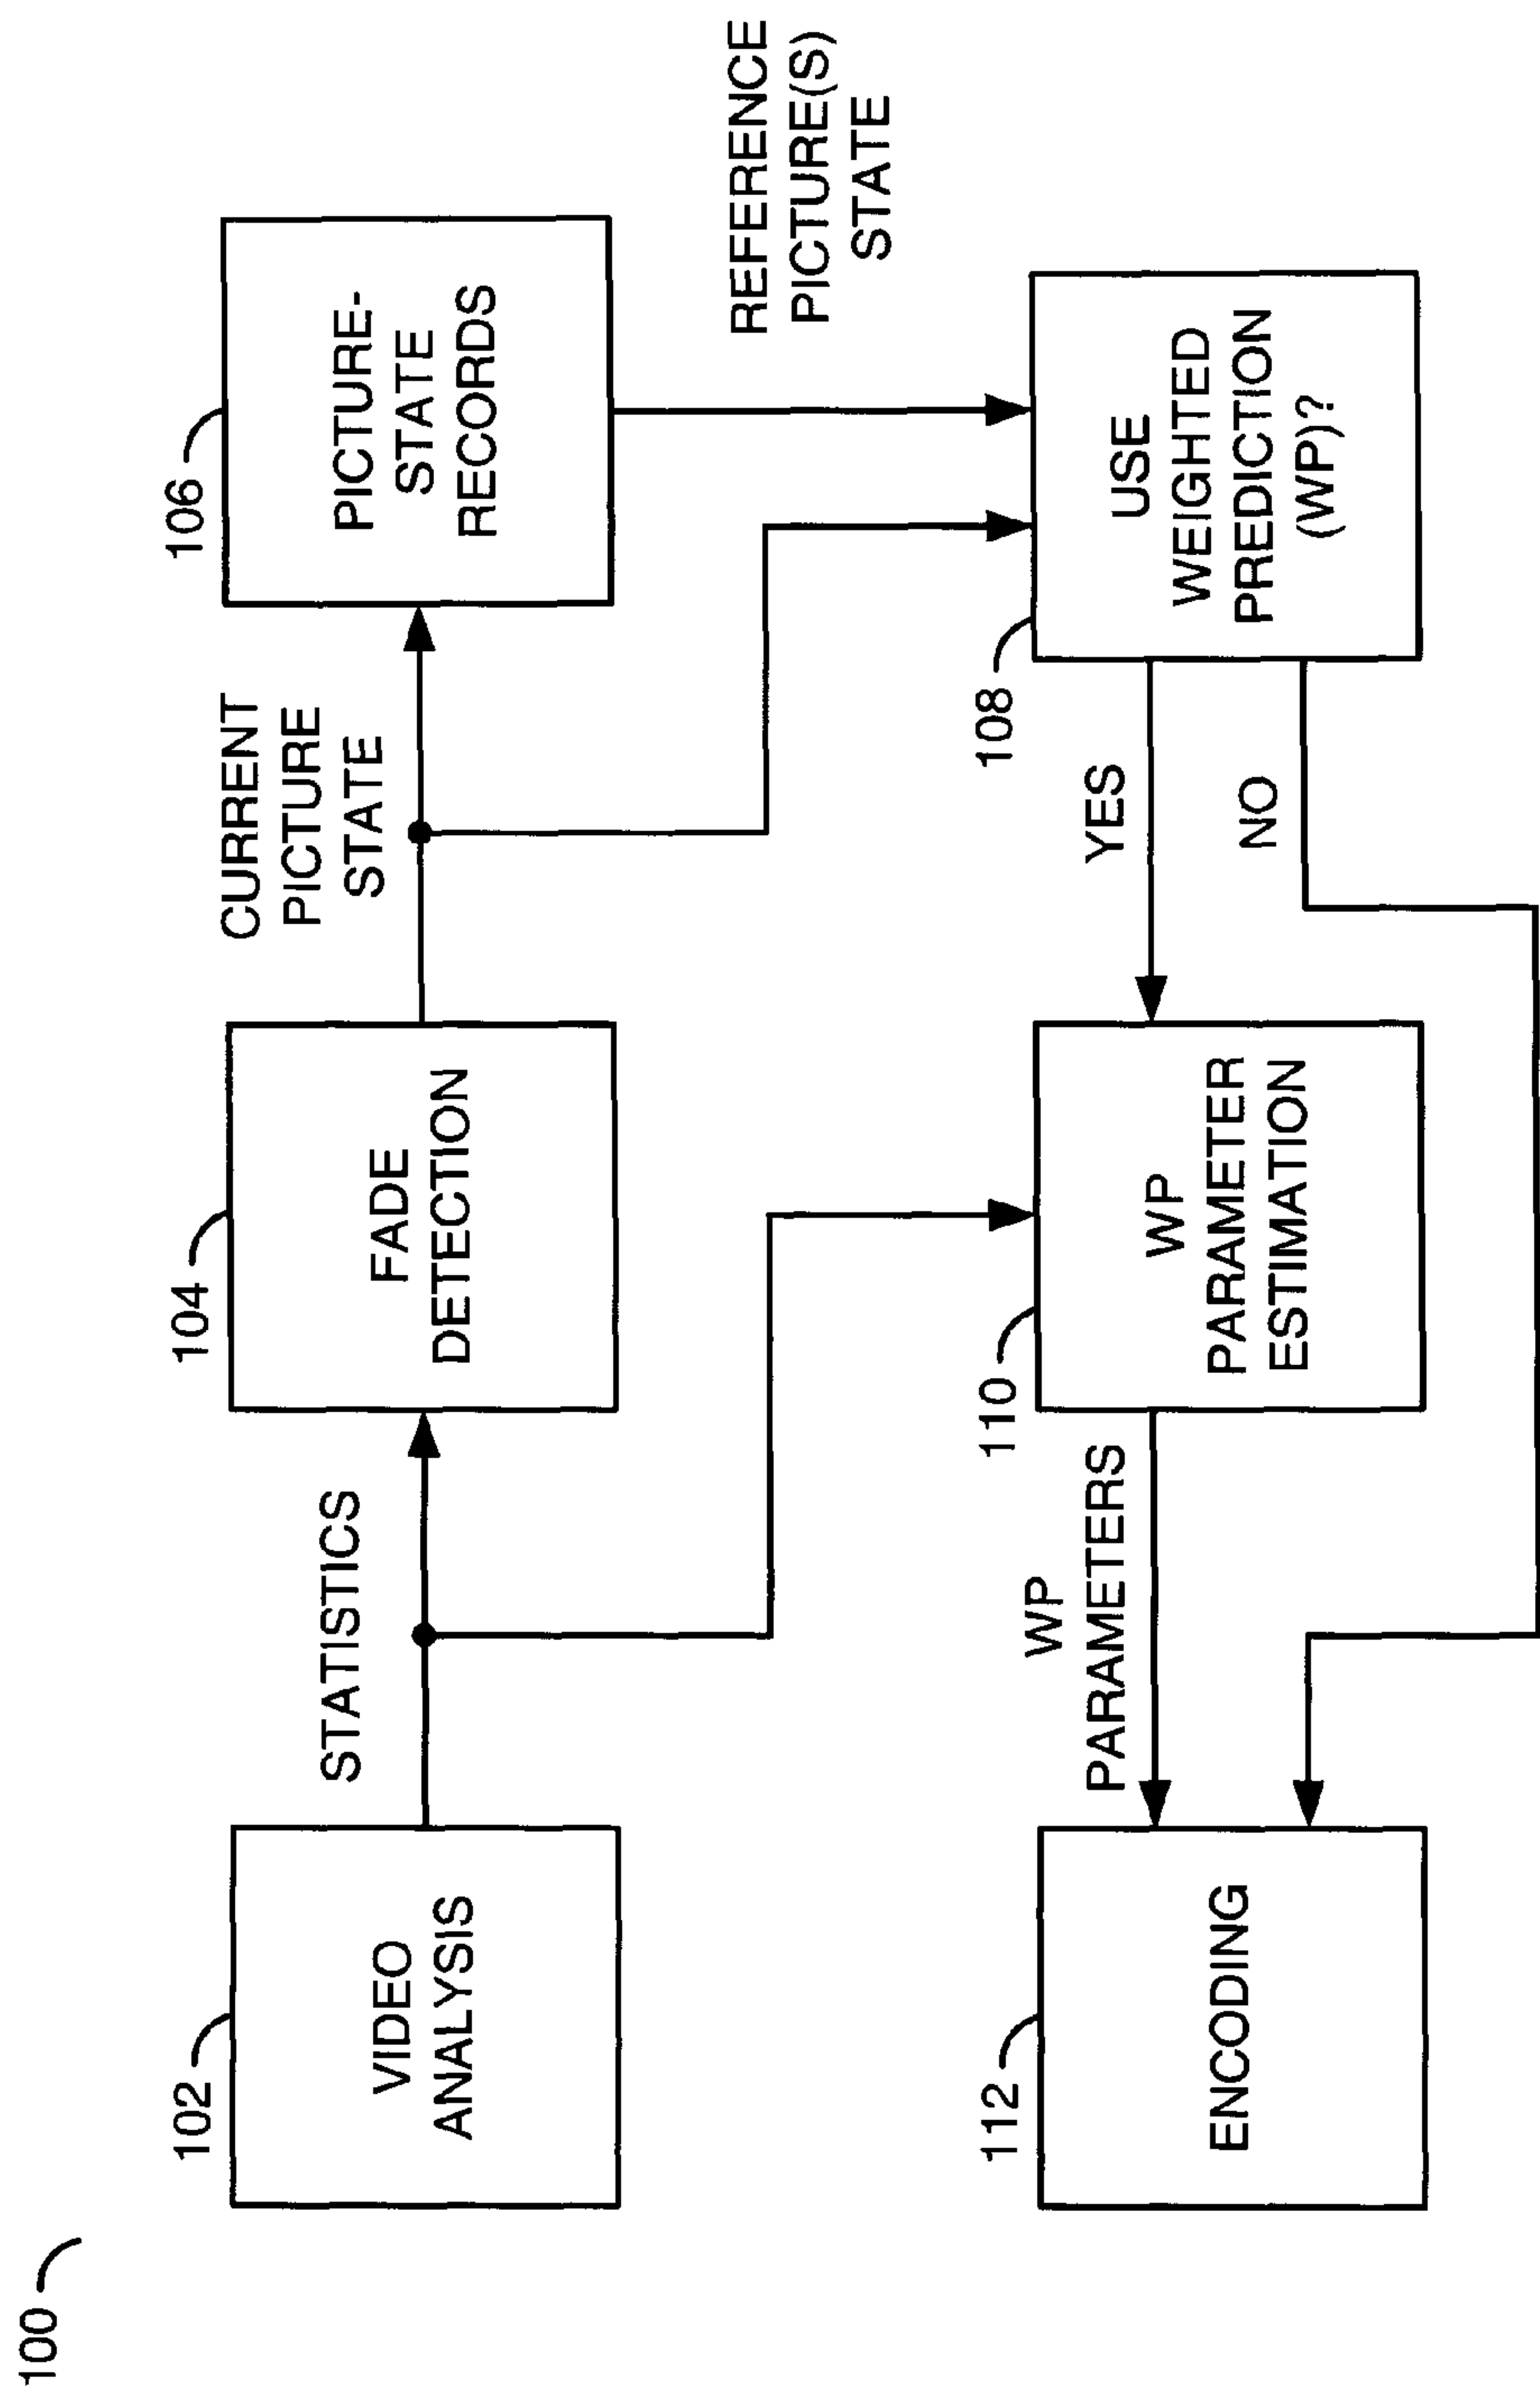 100
102
VIDEO
ANALYSIS
STATISTICS
104
FADE
DETECTION
CURRENT
PICTURE
STATE
106
PICTURE-
STATE
RECORDS
REFERENCE
PICTURE(S)
STATE
108
USE
WEIGHTED
PREDICTION
(WP)?
YES
NO
110
WP
PARAMETER
ESTIMATION
WP
PARAMETERS
112
ENCODING